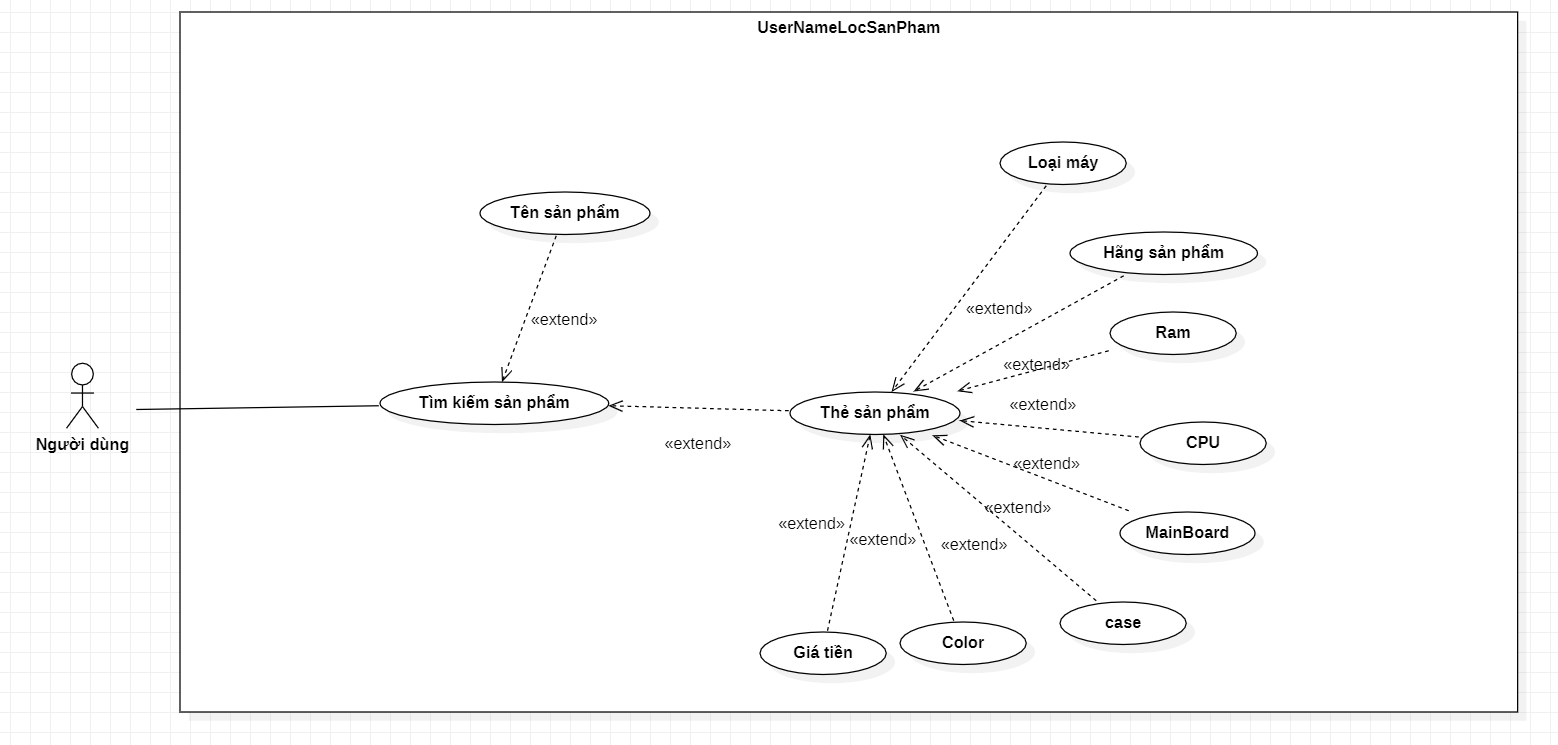 UserNameLocSanPham
Loại máy
Tên sản phẩm
Hãng sản phẩm
«extend»
«extend»
Ram
«extend»
Tìm kiếm sản phẩm
Thẻ sản phẩm
«extend»
Người dùng
«extend»
CPU
«extend»
«extend»
«extend»
«extend»
«extend»
MainBoard
Giá tiền
Color
case